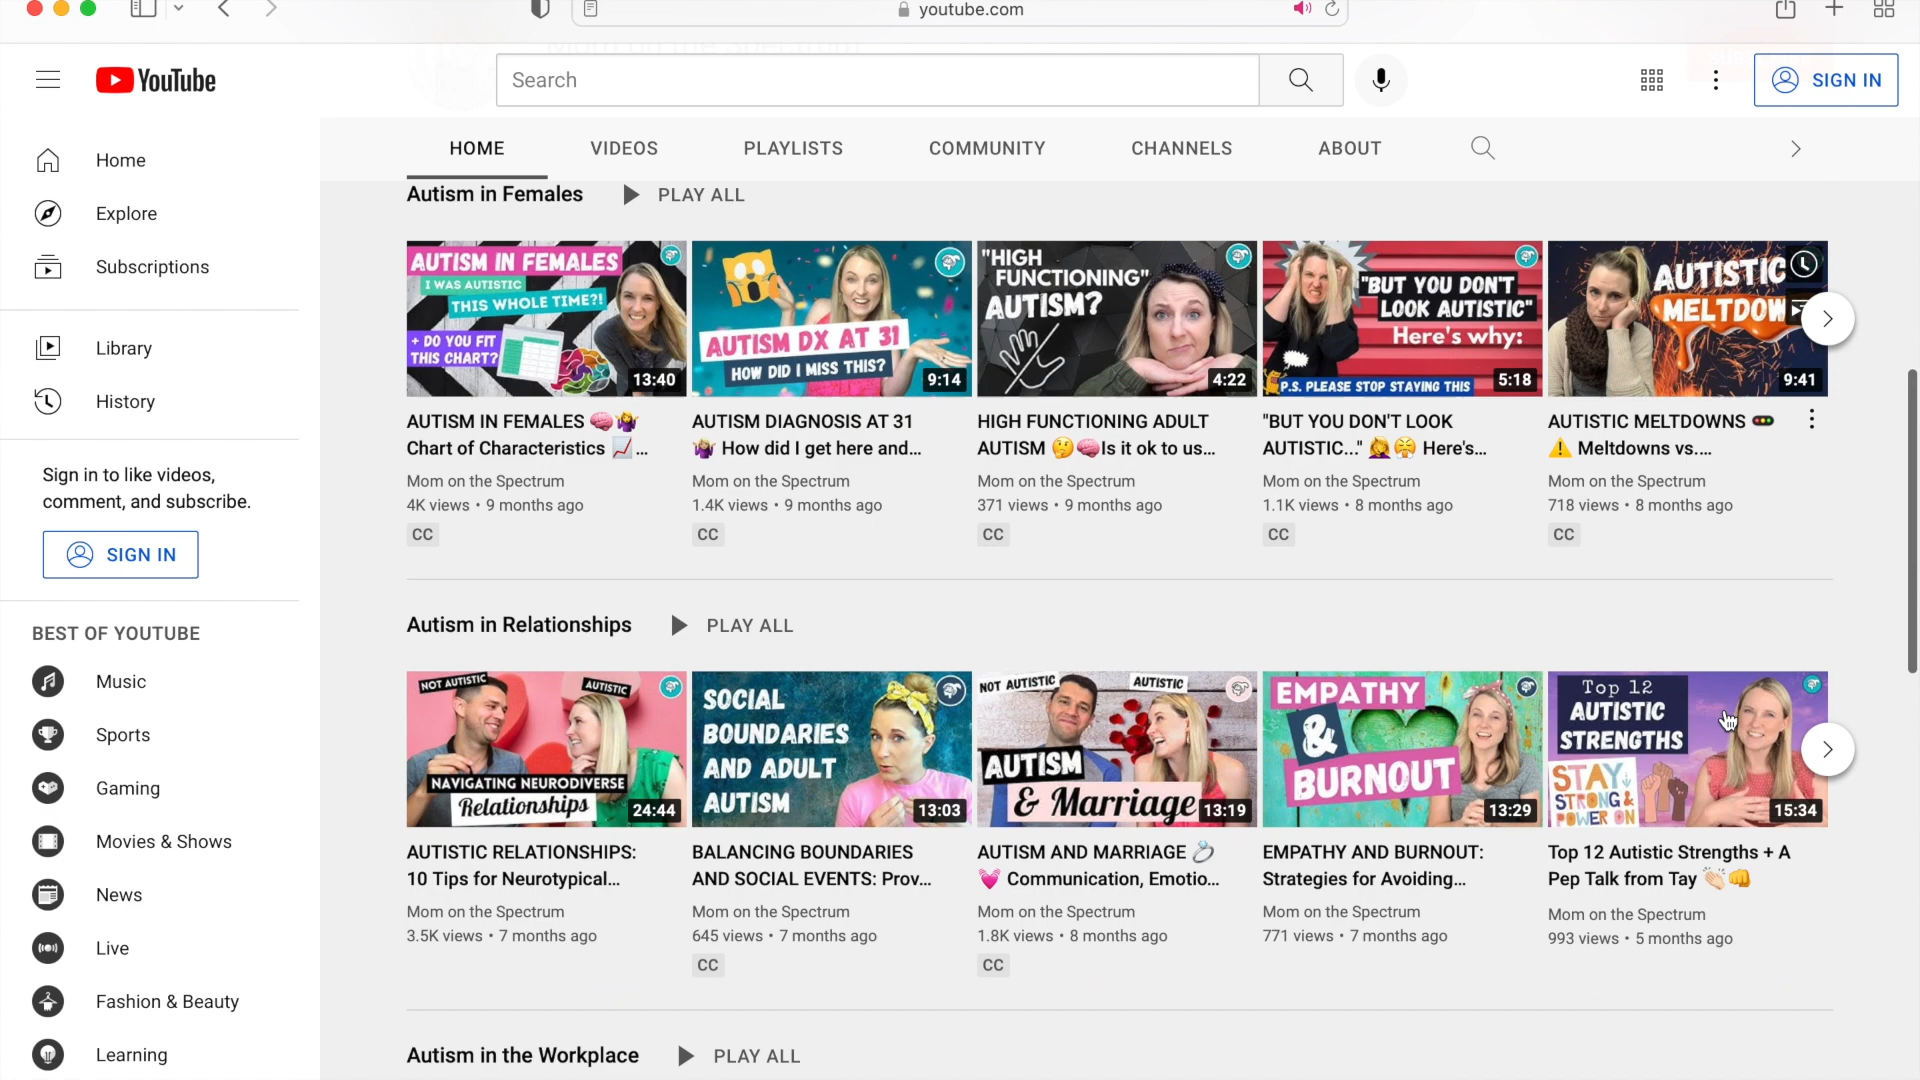 youtube.com
YouTube
Search
SIGN IN
Home
Explore
Subscriptions
Library
History
Sign in to like videos,
comment, and subscribe.
SIGN IN
BEST OF YOUTUBE
Music
Sports
Gaming
Movies & Shows
News
Live
Fashion & Beauty
Learning
HOME VIDEOS PLAYLISTS COMMUNITY CHANNELS ABOUT
Autism in Females PLAY ALL
AUTISM IN FEMALES
I WAS AUTISTIC
THIS WHOLE TIME?!
+ DO YOU FIT
THIS CHART?
13:40
AUTISM IN FEMALES 🧠🤷‍♀️
Chart of Characteristics 📈...
Mom on the Spectrum
4K views • 9 months ago
CC
AUTISM DX AT 31
HOW DID I MISS THIS?
9:14
AUTISM DIAGNOSIS AT 31
🤷‍♀️ How did I get here and...
Mom on the Spectrum
1.4K views • 9 months ago
CC
"HIGH
FUNCTIONING"
AUTISM?
4:22
HIGH FUNCTIONING ADULT
AUTISM 🤔🧠Is it ok to us...
Mom on the Spectrum
371 views • 9 months ago
CC
"BUT YOU DON'T
LOOK AUTISTIC"
Here's why:
P.S. PLEASE STOP STAYING THIS
5:18
"BUT YOU DON'T LOOK
AUTISTIC..." 🤦‍♀️😤 Here's...
Mom on the Spectrum
1.1K views • 8 months ago
CC
AUTISTIC
MELTDOW
9:41
AUTISTIC MELTDOWNS 🚥
⚠️ Meltdowns vs....
Mom on the Spectrum
718 views • 8 months ago
CC
Autism in Relationships PLAY ALL
NOT AUTISTIC
AUTISTIC
NAVIGATING NEURODIVERSE
Relationships
24:44
AUTISTIC RELATIONSHIPS:
10 Tips for Neurotypical...
Mom on the Spectrum
3.5K views • 7 months ago
SOCIAL
BOUNDARIES
AND ADULT
AUTISM
13:03
BALANCING BOUNDARIES
AND SOCIAL EVENTS: Prov...
Mom on the Spectrum
645 views • 7 months ago
CC
NOT AUTISTIC
AUTISTIC
AUTISM
& Marriage
13:19
AUTISM AND MARRIAGE 💍
💓 Communication, Emotio...
Mom on the Spectrum
1.8K views • 8 months ago
CC
EMPATHY
&
BURNOUT
13:29
EMPATHY AND BURNOUT:
Strategies for Avoiding...
Mom on the Spectrum
771 views • 7 months ago
Top 12
AUTISTIC
STRENGTHS
STAY
STRONG &
POWER ON
15:34
Top 12 Autistic Strengths + A
Pep Talk from Tay 👏🏻👊
Mom on the Spectrum
993 views • 5 months ago
Autism in the Workplace PLAY ALL